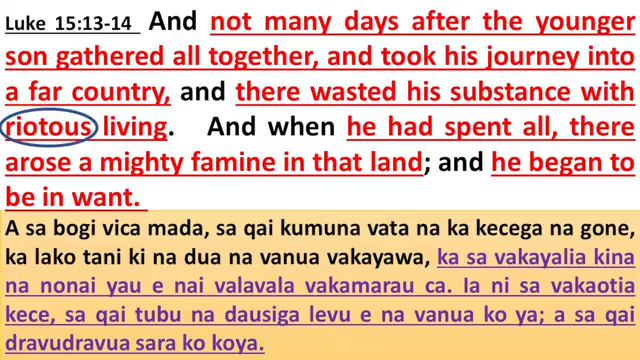 Luke 15:13-14 And not many days after the younger
son gathered all together, and took his journey into
a far country, and there wasted his substance with
riotous living. And when he had spent all, there
arose a mighty famine in that land; and he began to
be in want.
A sa bogi vica mada, sa qai kumuna vata na ka kecega na gone,
ka lako tani ki na dua na vanua vakayawa, ka sa vakayalia kina
na nonai yau e nai valavala vakamarau ca. Ia ni sa vakaotia
kece, sa qai tubu na dausiga levu e na vanua ko ya; a sa qai
dravudravua sara ko koya.